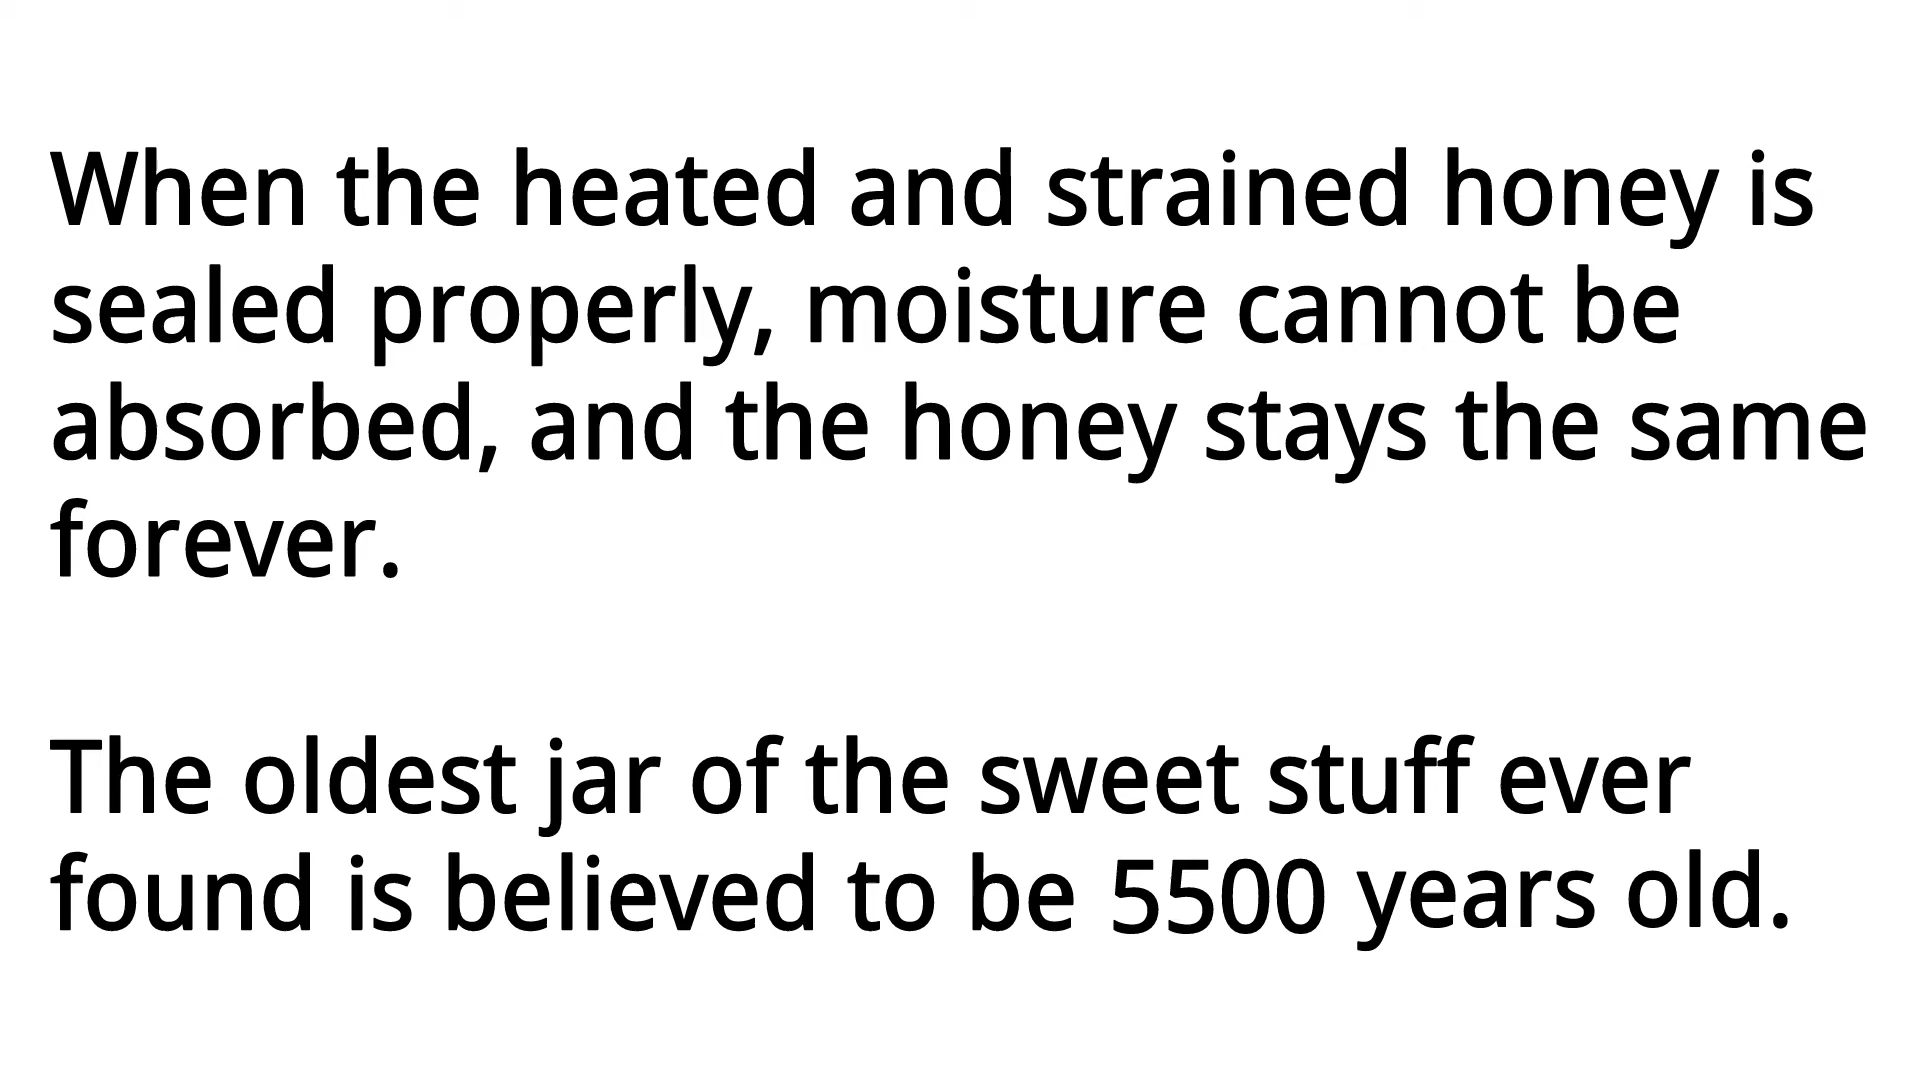 When the heated and strained honey is
sealed properly, moisture cannot be
absorbed, and the honey stays the same
forever.
The oldest jar of the sweet stuff ever
found is believed to be 5500 years old.